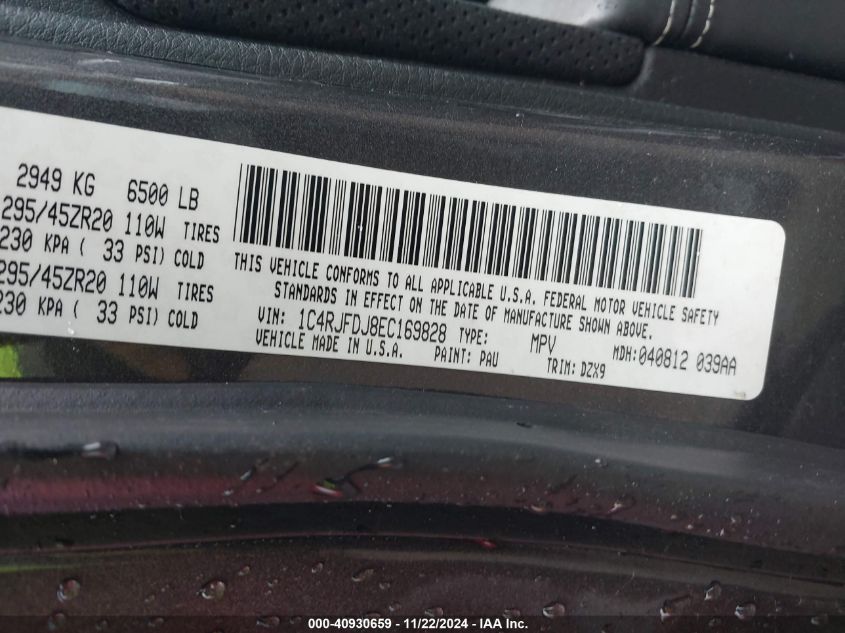 2949 KG 6500 LB
295/45ZR20 110W TIRES
230 KPA ( 33 PSI) COLD
295/45ZR20 110W TIRES
230 KPA ( 33 PSI) COLD
THIS VEHICLE CONFORMS TO ALL APPLICABLE U.S.A. FEDERAL MOTOR VEHICLE SAFETY
STANDARDS IN EFFECT ON THE DATE OF MANUFACTURE SHOWN ABOVE.
VIN: 1C4RJFDJ8EC169828 TYPE: MPV MDH: 040812 039AA
VEHICLE MADE IN U.S.A. PAINT: PAU TRIM: DZX9
000-40930659 - 11/22/2024 - IAAI Inc.